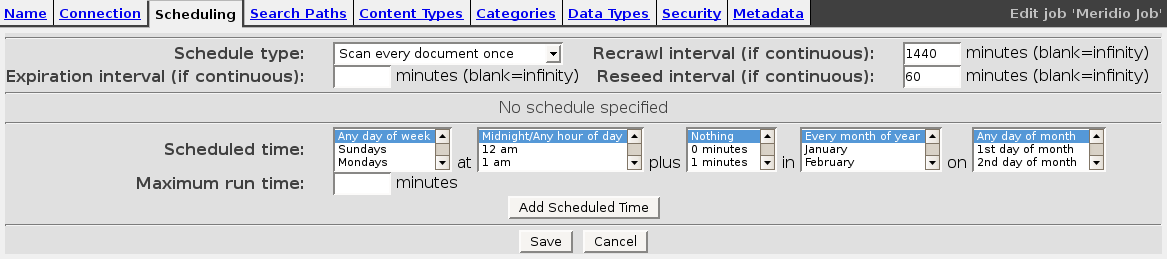 Name Connection Scheduling Search Paths Content Types Categories Data Types Security Metadata Edit job 'Meridio Job'
Schedule type: Scan every document once Recrawl interval (if continuous): 1440 minutes (blank=infinity)
Expiration interval (if continuous): minutes (blank=infinity) Reseed interval (if continuous): 60 minutes (blank=infinity)
No schedule specified
Any day of week Midnight/Any hour of day Nothing Every month of year Any day of month
Scheduled time: Sundays 12 am 0 minutes January 1st day of month
Mondays at 1 am plus 1 minutes in February on 2nd day of month
Maximum run time: minutes
Add Scheduled Time
Save Cancel